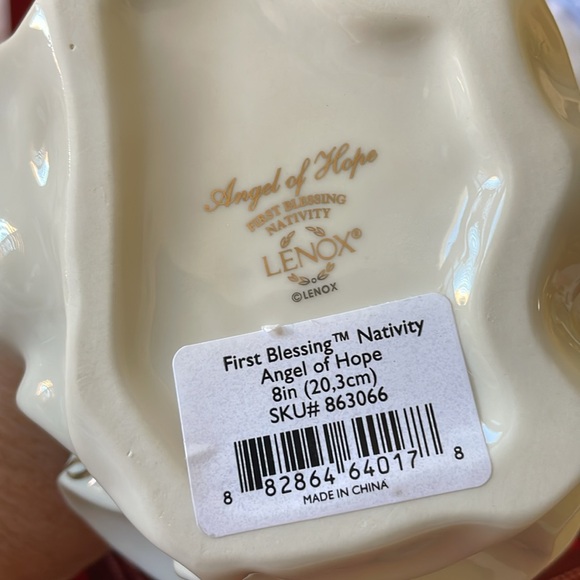 Angel of Hope
FIRST BLESSING
NATIVITY
LENOX®
©LENOX
First Blessing™ Nativity
Angel of Hope
8in (20,3cm)
SKU# 863066
8 82864 64017 8
MADE IN CHINA